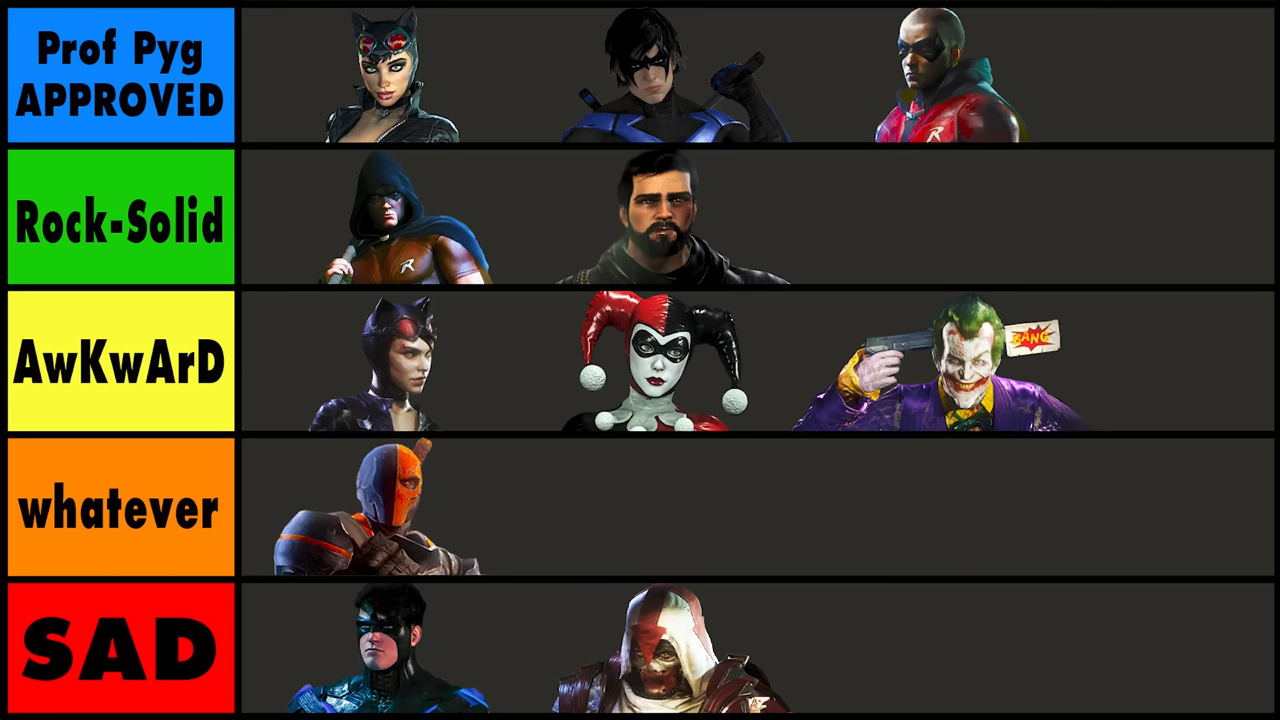 Prof Pyg
APPROVED
R
Rock-Solid
R
AwKwArD
BANG
whatever
SAD